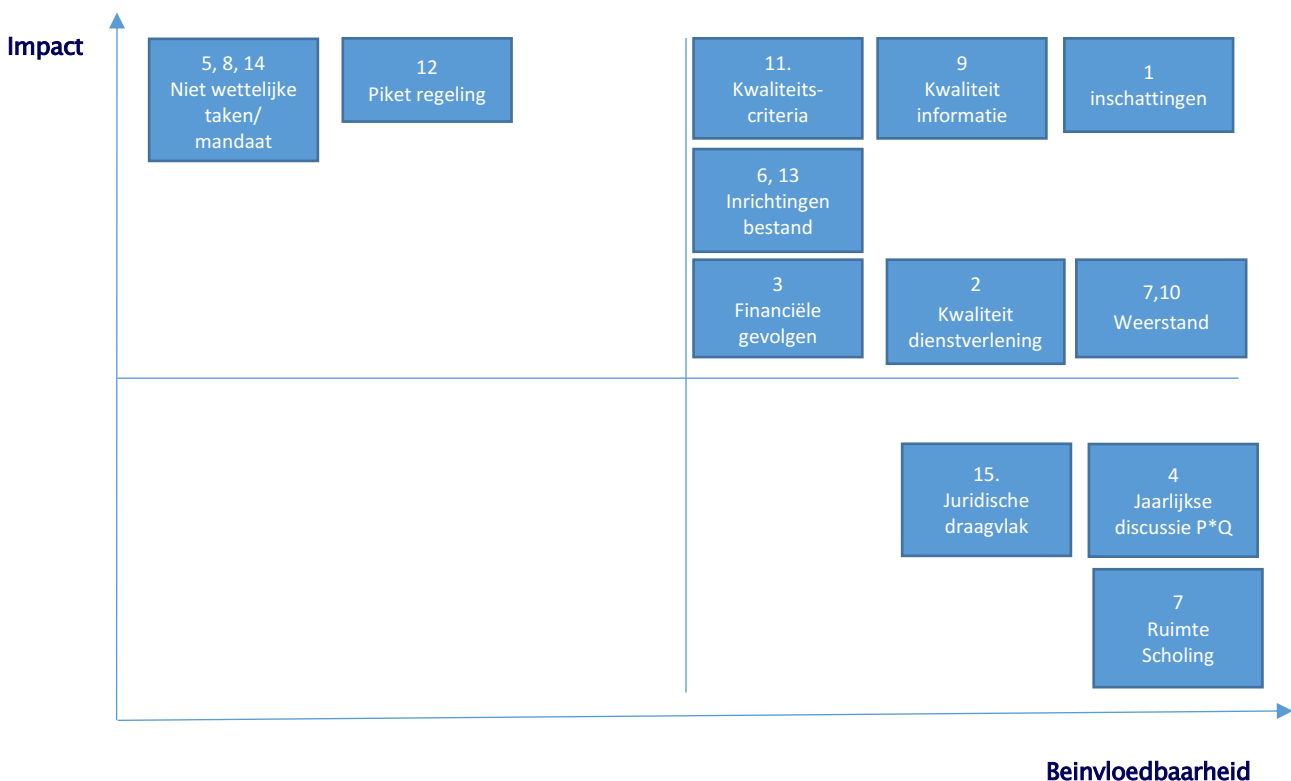 Impact
5, 8, 14
Niet wettelijke
taken/
mandaat
12
Piket regeling
11.
Kwaliteits-
criteria
9
Kwaliteit
informatie
1
inschattingen
6, 13
Inrichtingen
bestand
3
Financiële
gevolgen
2
Kwaliteit
dienstverlening
7,10
Weerstand
15.
Juridische
draagvlak
4
Jaarlijkse
discussie P*Q
7
Ruimte
Scholing
Beinvloedbaarheid